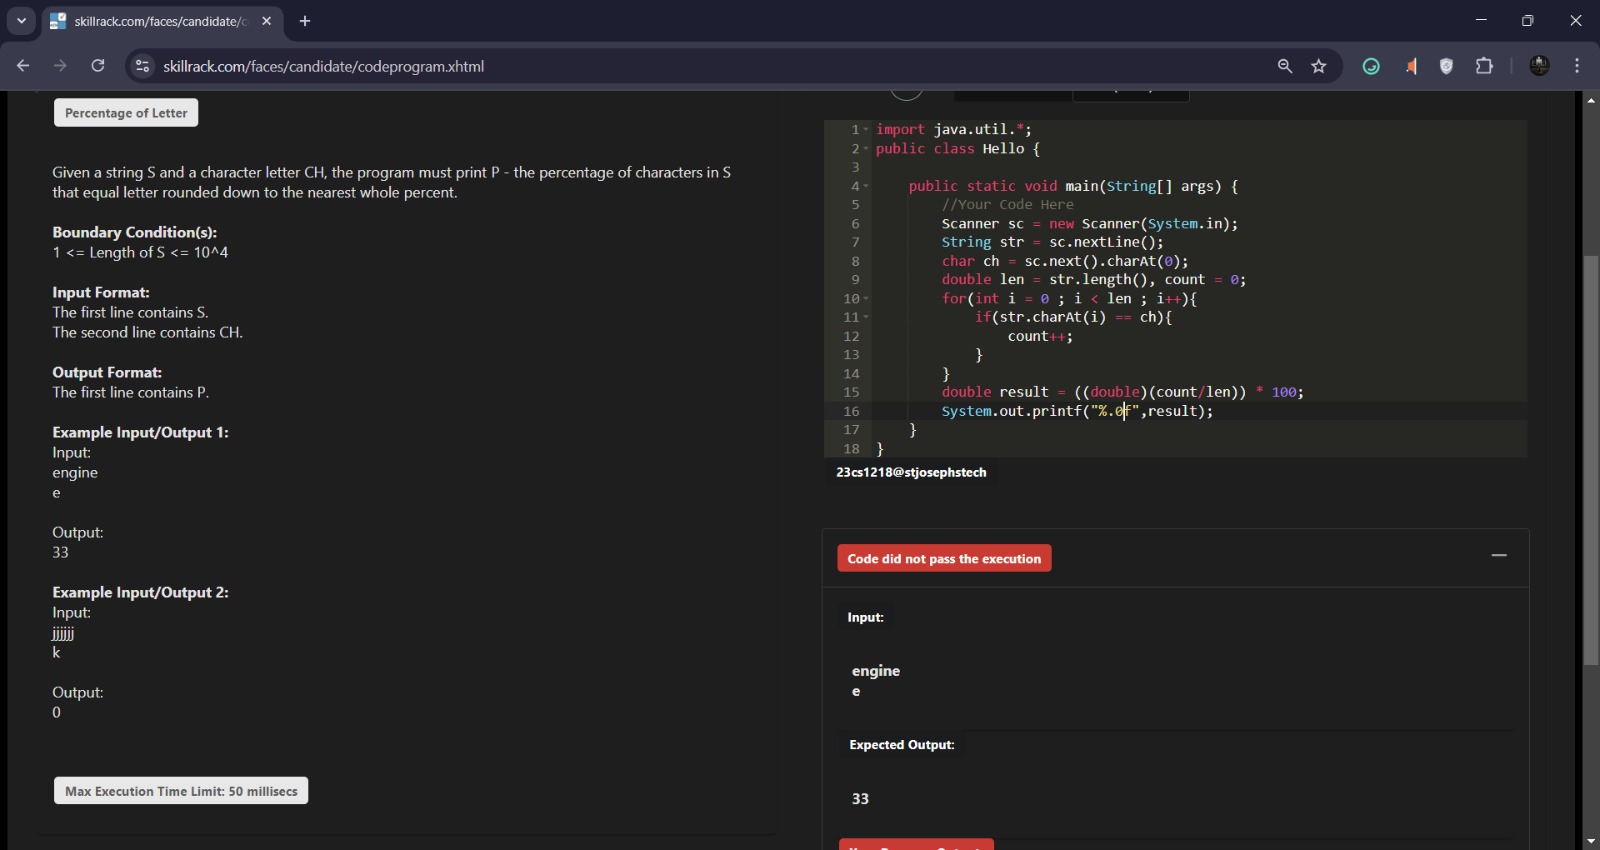 skillrack.com/faces/candidate/c
skillrack.com/faces/candidate/codeprogram.xhtml
Percentage of Letter
Given a string S and a character letter CH, the program must print P - the percentage of characters in S
that equal letter rounded down to the nearest whole percent.
Boundary Condition(s):
1 <= Length of S <= 10^4
Input Format:
The first line contains S.
The second line contains CH.
Output Format:
The first line contains P.
Example Input/Output 1:
Input:
engine
e
Output:
33
Example Input/Output 2:
Input:
jjjjjj
k
Output:
0
Max Execution Time Limit: 50 millisecs
1 import java.util.*;
2 public class Hello {
3
4 public static void main(String[] args) {
5 //Your Code Here
6 Scanner sc = new Scanner(System.in);
7 String str = sc.nextLine();
8 char ch = sc.next().charAt(0);
9 double len = str.length(), count = 0;
10 for(int i = 0 ; i < len ; i++){
11 if(str.charAt(i) == ch){
12 count++;
13 }
14 }
15 double result = ((double)(count/len)) * 100;
16 System.out.printf("%.0f",result);
17 }
18 }
23cs1218@stjosephstech
Code did not pass the execution
Input:
engine
e
Expected Output:
33